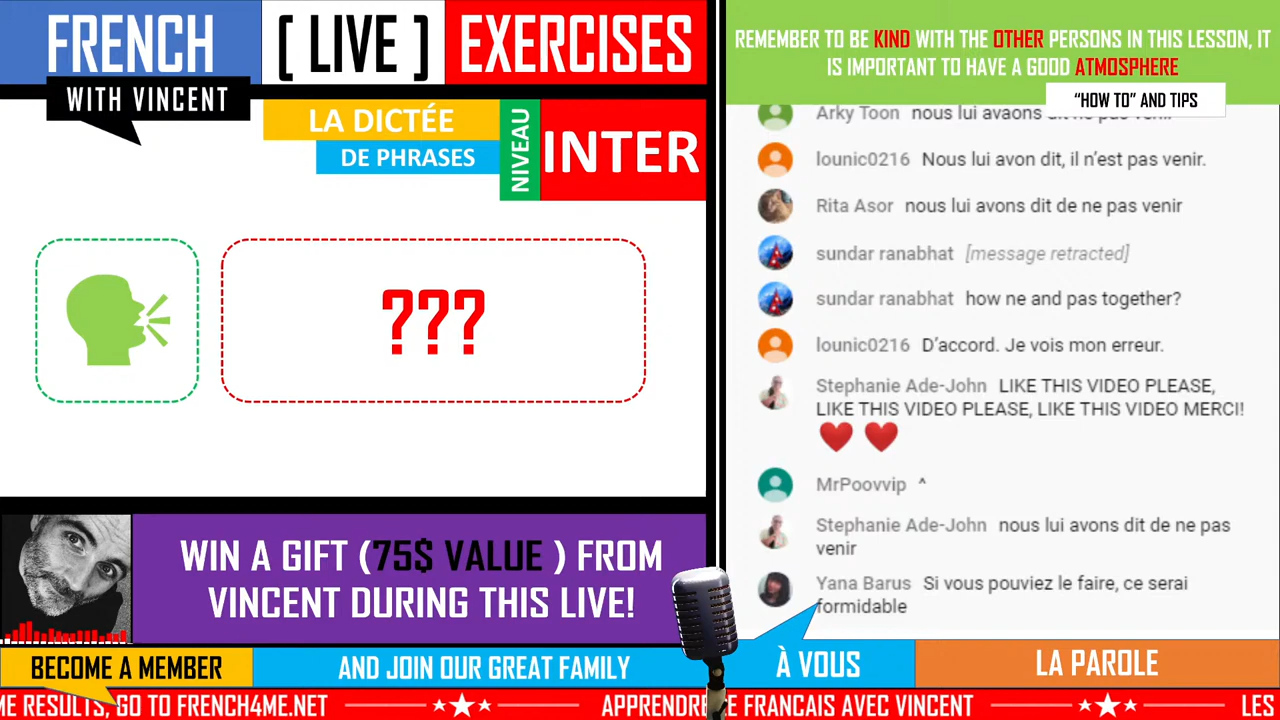 FRENCH
WITH VINCENT
[ LIVE ]
EXERCISES
LA DICTÉE
DE PHRASES
NIVEAU
INTER
???
WIN A GIFT (75$ VALUE ) FROM
VINCENT DURING THIS LIVE!
BECOME A MEMBER
AND JOIN OUR GREAT FAMILY
REMEMBER TO BE KIND WITH THE OTHER PERSONS IN THIS LESSON, IT
IS IMPORTANT TO HAVE A GOOD ATMOSPHERE
“HOW TO” AND TIPS
Arky Toon nous lui avaons dit ne pas venir
lounic0216 Nous lui avon dit, il n’est pas venir.
Rita Asor nous lui avons dit de ne pas venir
sundar ranabhat [message retracted]
sundar ranabhat how ne and pas together?
lounic0216 D’accord. Je vois mon erreur.
Stephanie Ade-John LIKE THIS VIDEO PLEASE,
LIKE THIS VIDEO PLEASE, LIKE THIS VIDEO MERCI!
MrPoovvip ^
Stephanie Ade-John nous lui avons dit de ne pas
venir
Yana Barus Si vous pouviez le faire, ce serai
formidable
À VOUS
LA PAROLE
ME RESULTS, GO TO FRENCH4ME.NET
APPRENDRE FRANCAIS AVEC VINCENT
LES